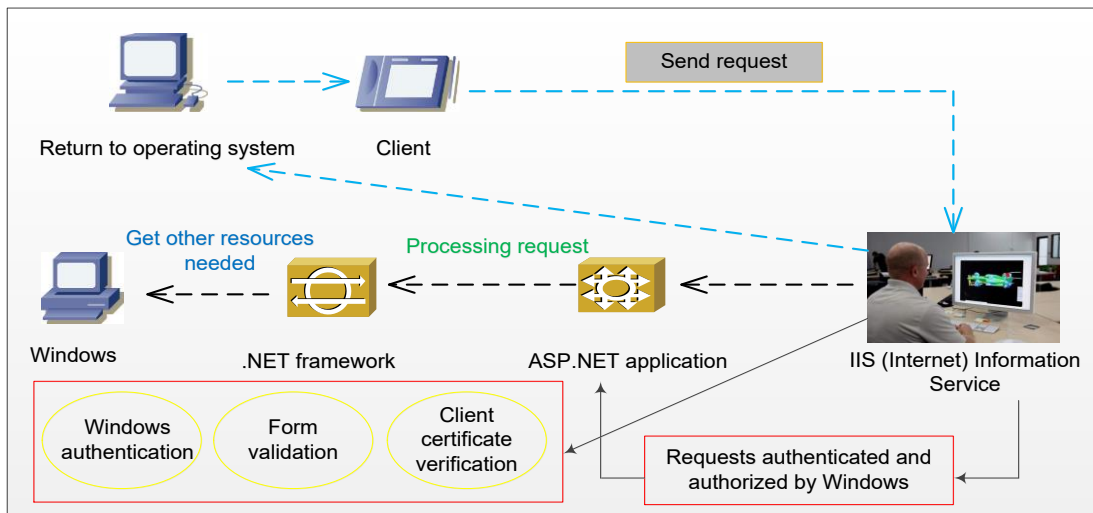 Send request
Return to operating system
Client
Get other resources
needed
Processing request
Windows
.NET framework
ASP.NET application
IIS (Internet) Information
Service
Windows
authentication
Form
validation
Client
certificate
verification
Requests authenticated and
authorized by Windows